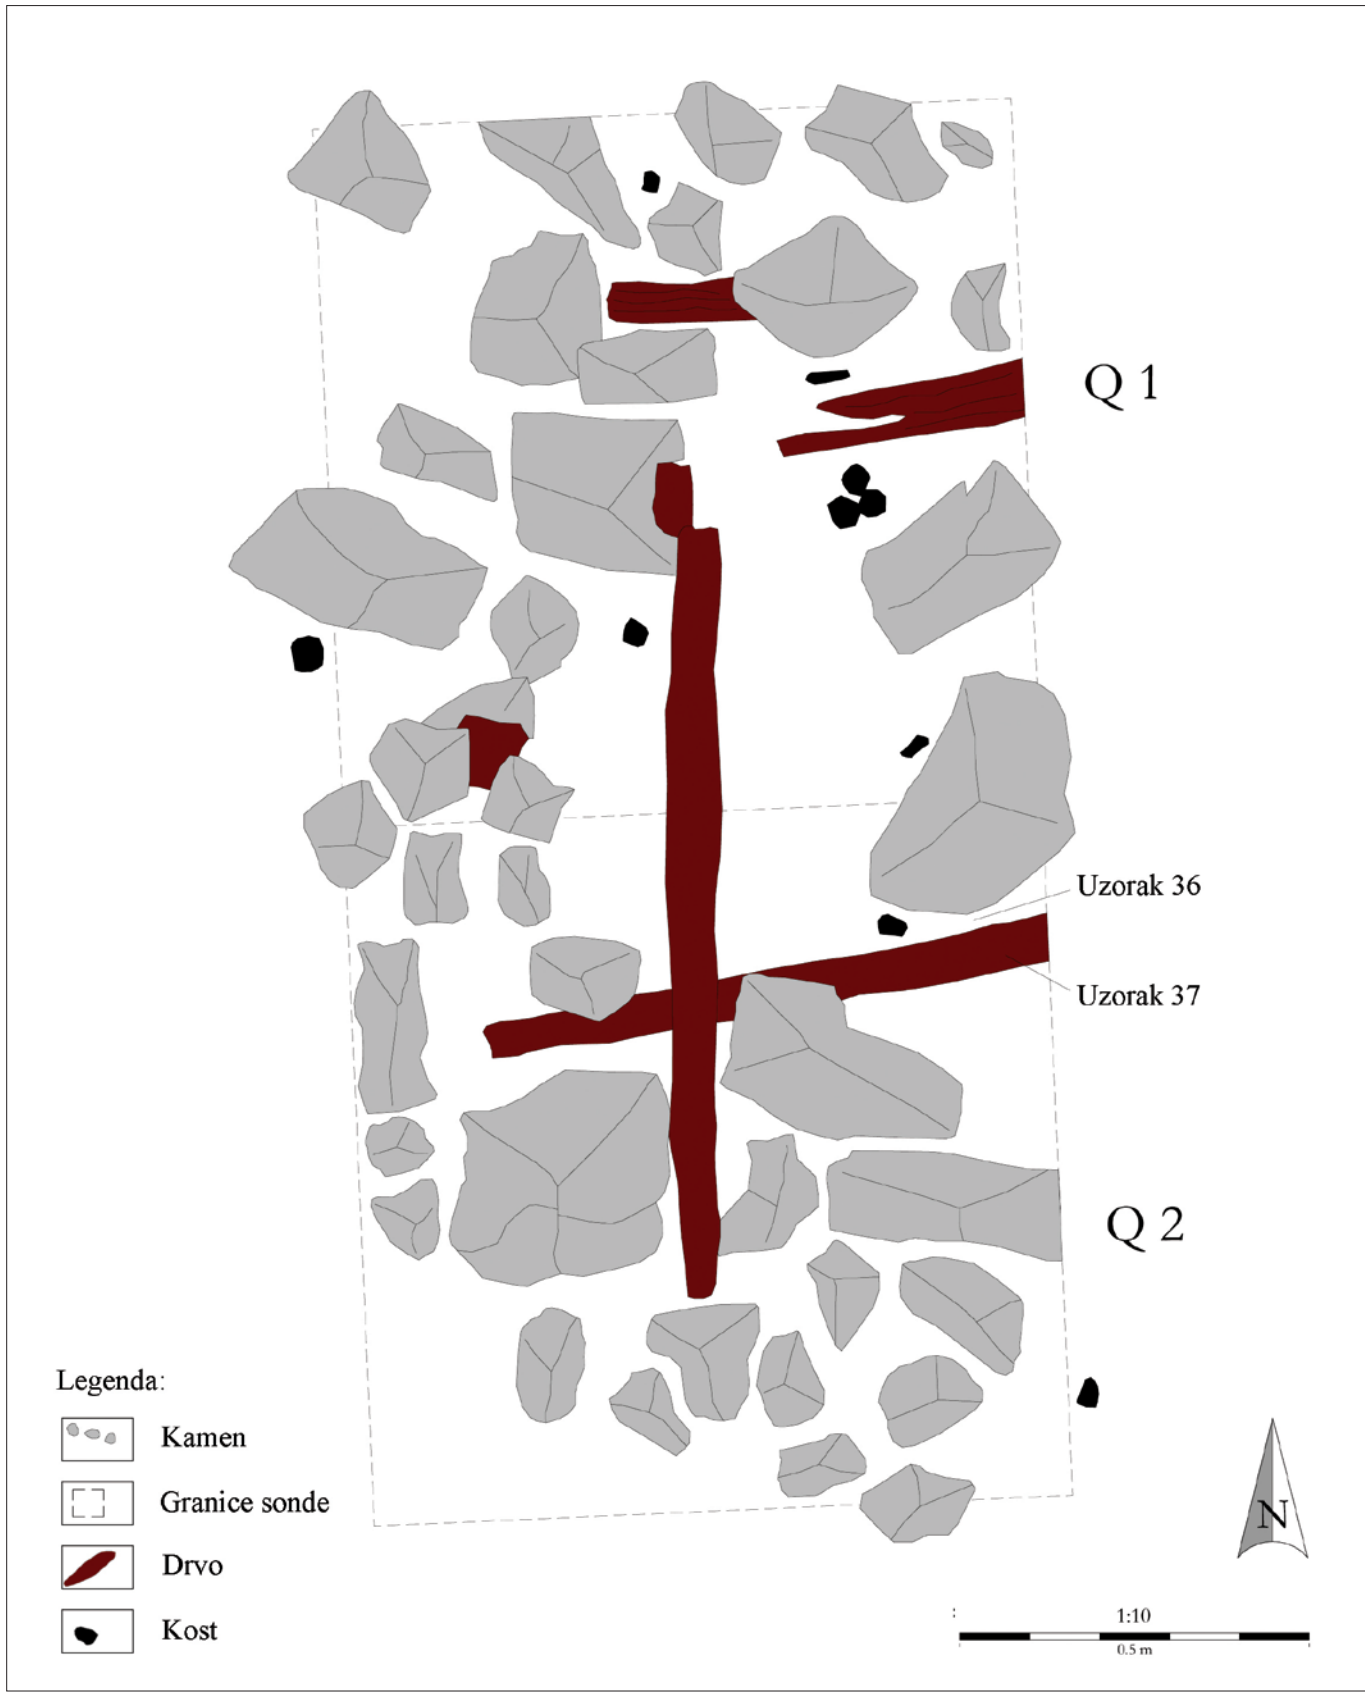 Q 1
Uzorak 36
Uzorak 37
Q 2
Legenda:
Kamen
Granice sonde
Drvo
Kost
N
1:10
0.5 m